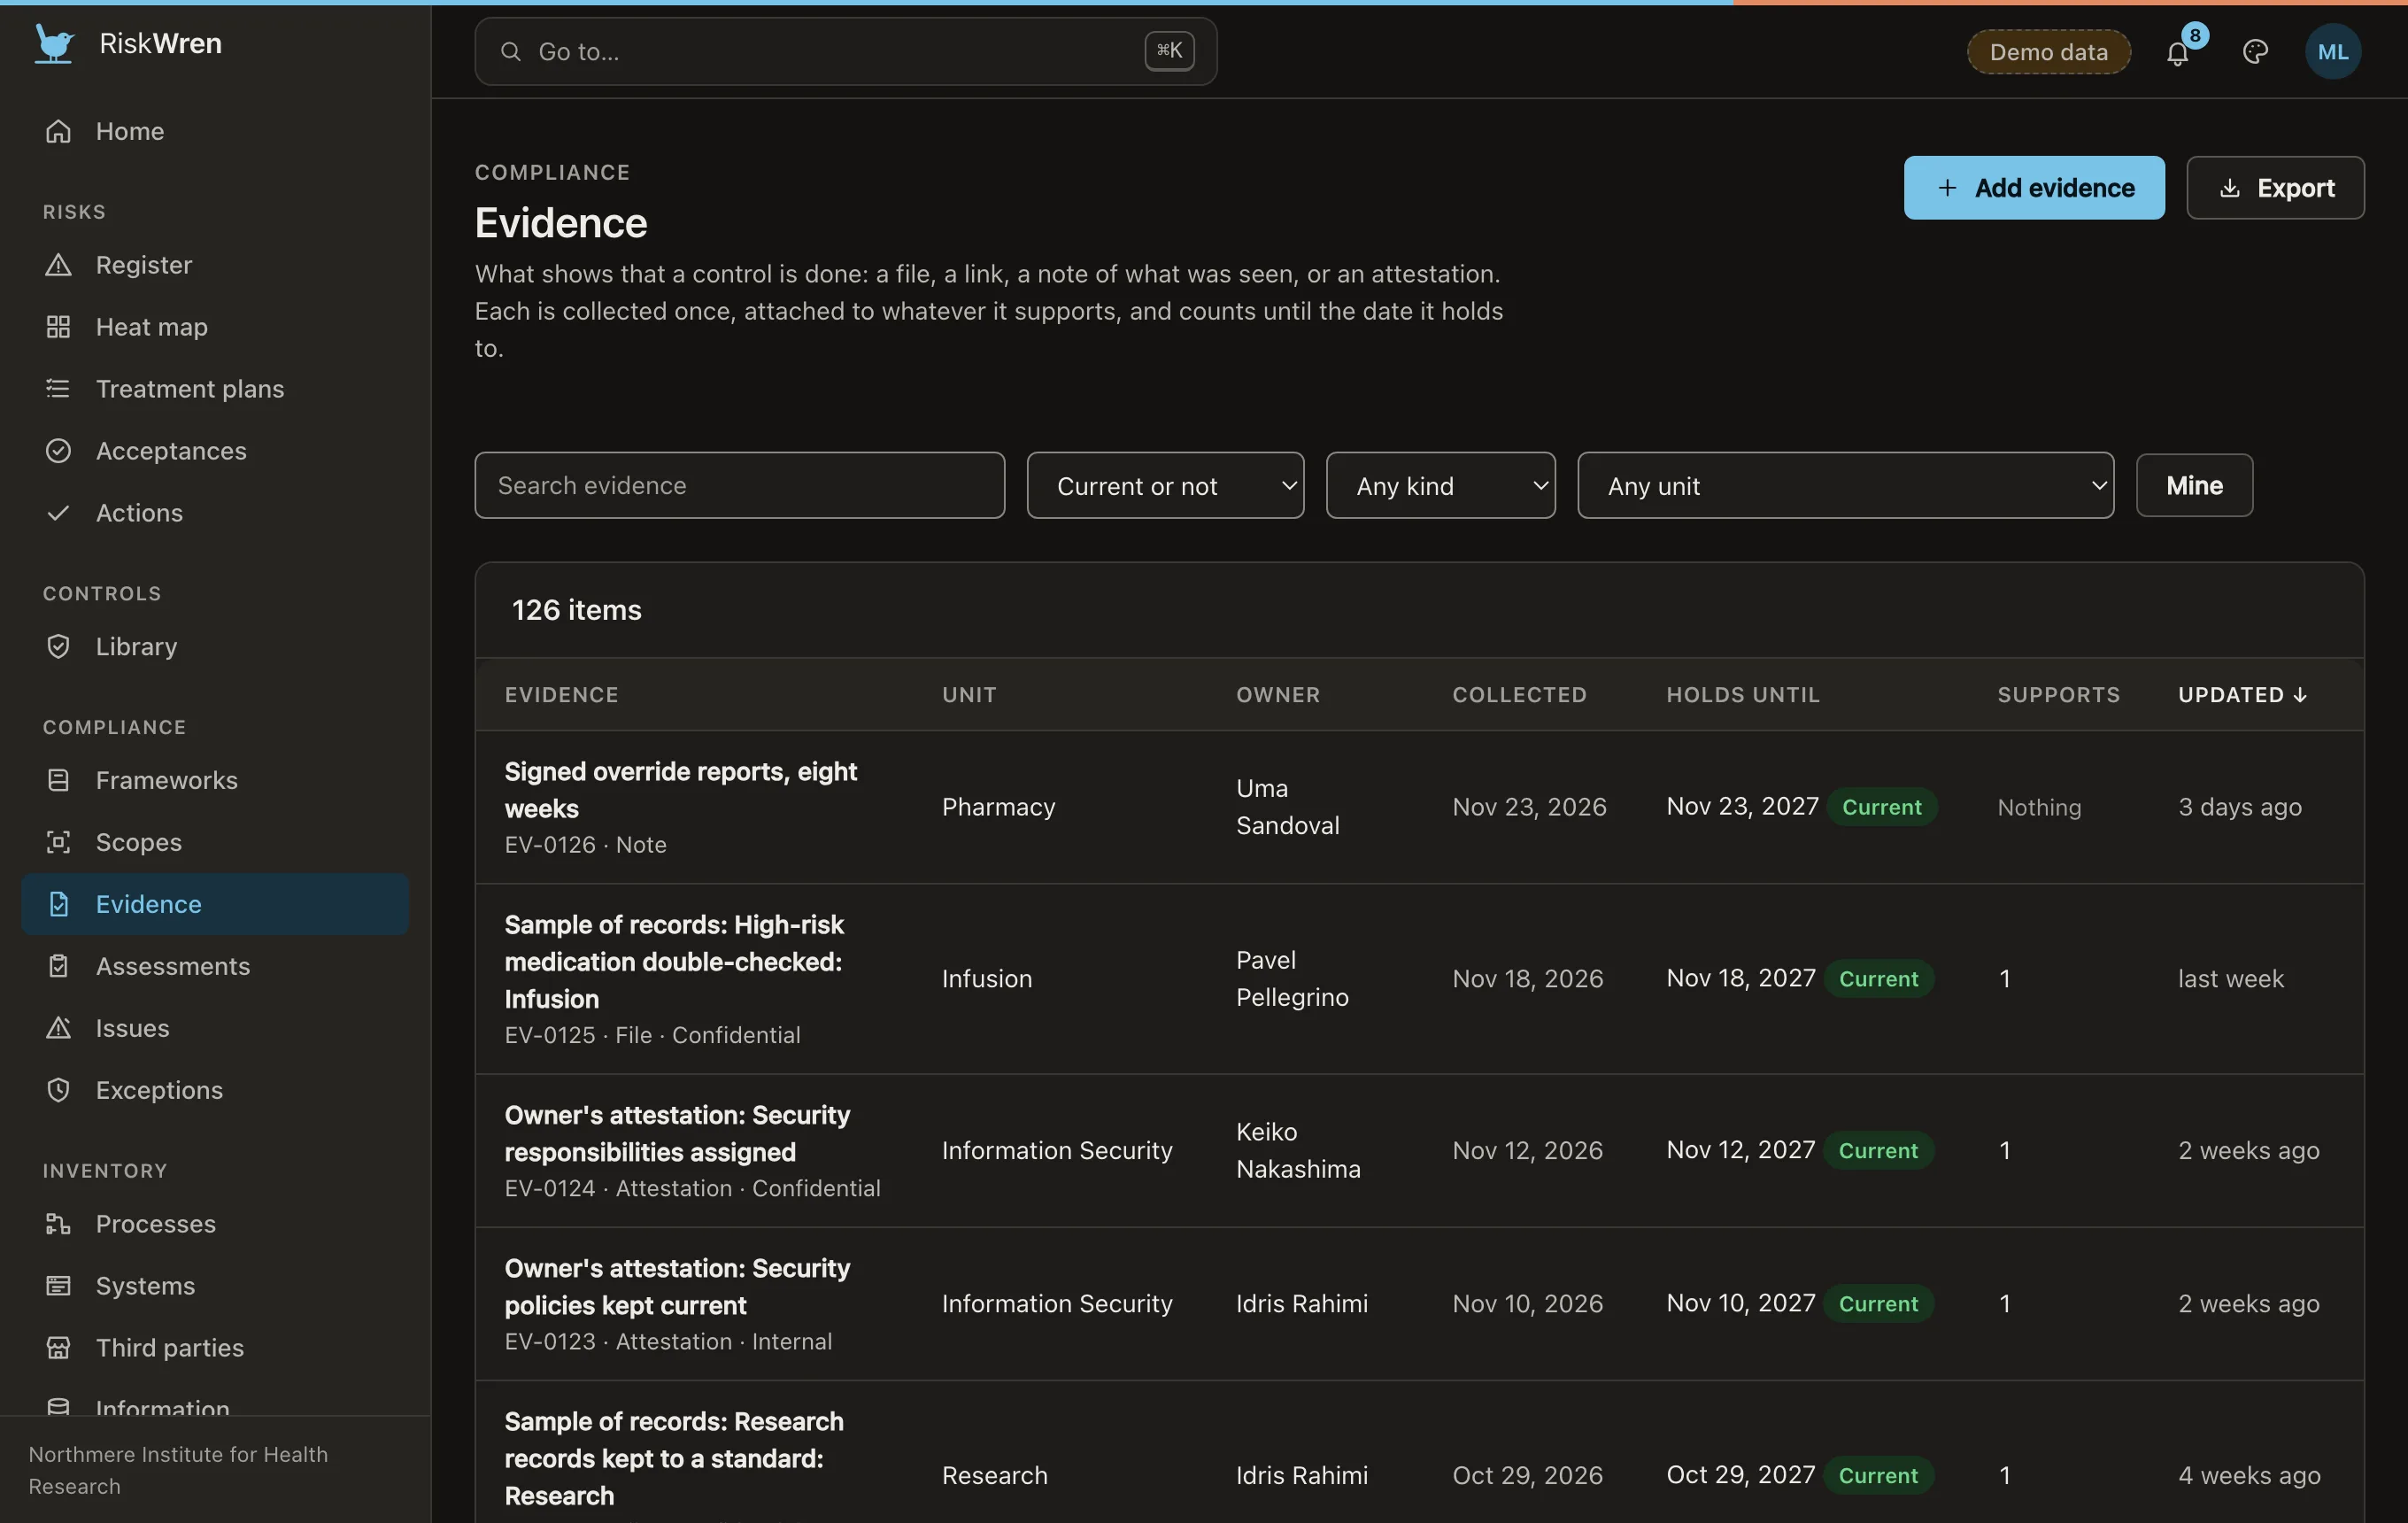 RiskWren
Go to...
⌘K
Demo data
8
ML
Home
RISKS
Register
Heat map
Treatment plans
Acceptances
Actions
CONTROLS
Library
COMPLIANCE
Frameworks
Scopes
Evidence
Assessments
Issues
Exceptions
INVENTORY
Processes
Systems
Third parties
Information
Northmere Institute for Health
Research
COMPLIANCE
Evidence
What shows that a control is done: a file, a link, a note of what was seen, or an attestation.
Each is collected once, attached to whatever it supports, and counts until the date it holds
to.
Add evidence
Export
Search evidence
Current or not
Any kind
Any unit
Mine
126 items
EVIDENCE UNIT OWNER COLLECTED HOLDS UNTIL SUPPORTS UPDATED ↓
Signed override reports, eight
weeks
EV-0126 · Note
Pharmacy
Uma
Sandoval
Nov 23, 2026
Nov 23, 2027 Current
Nothing
3 days ago
Sample of records: High-risk
medication double-checked:
Infusion
EV-0125 · File · Confidential
Infusion
Pavel
Pellegrino
Nov 18, 2026
Nov 18, 2027 Current
1
last week
Owner's attestation: Security
responsibilities assigned
EV-0124 · Attestation · Confidential
Information Security
Keiko
Nakashima
Nov 12, 2026
Nov 12, 2027 Current
1
2 weeks ago
Owner's attestation: Security
policies kept current
EV-0123 · Attestation · Internal
Information Security
Idris Rahimi
Nov 10, 2026
Nov 10, 2027 Current
1
2 weeks ago
Sample of records: Research
records kept to a standard:
Research
Research
Idris Rahimi
Oct 29, 2026
Oct 29, 2027 Current
1
4 weeks ago